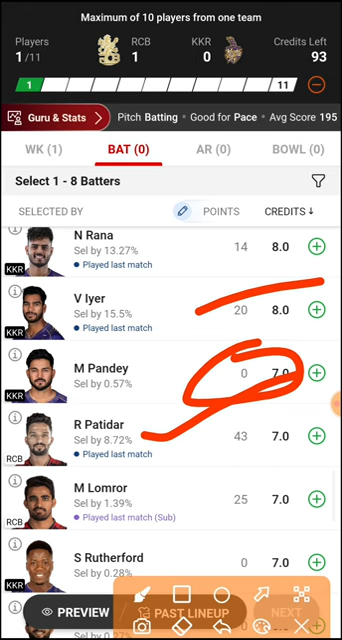 Maximum of 10 players from one team
Players RCB KKR Credits Left
1/11 1 0 93
1 11
Guru & Stats Pitch Batting • Good for Pace • Avg Score 195
WK (1) BAT (0) AR (0) BOWL (0)
Select 1 - 8 Batters
SELECTED BY POINTS CREDITS ↓
N Rana
Sel by 13.27% 14 8.0
Played last match
KKR
V Iyer
Sel by 15.5% 20 8.0
Played last match
KKR
M Pandey
Sel by 0.57% 0 7.0
KKR
R Patidar
Sel by 8.72% 43 7.0
Played last match
RCB
M Lomror
Sel by 1.39% 25 7.0
Played last match (Sub)
RCB
S Rutherford
Sel by 0.28% 0 7.0
KKR
PREVIEW PAST LINEUP NEXT